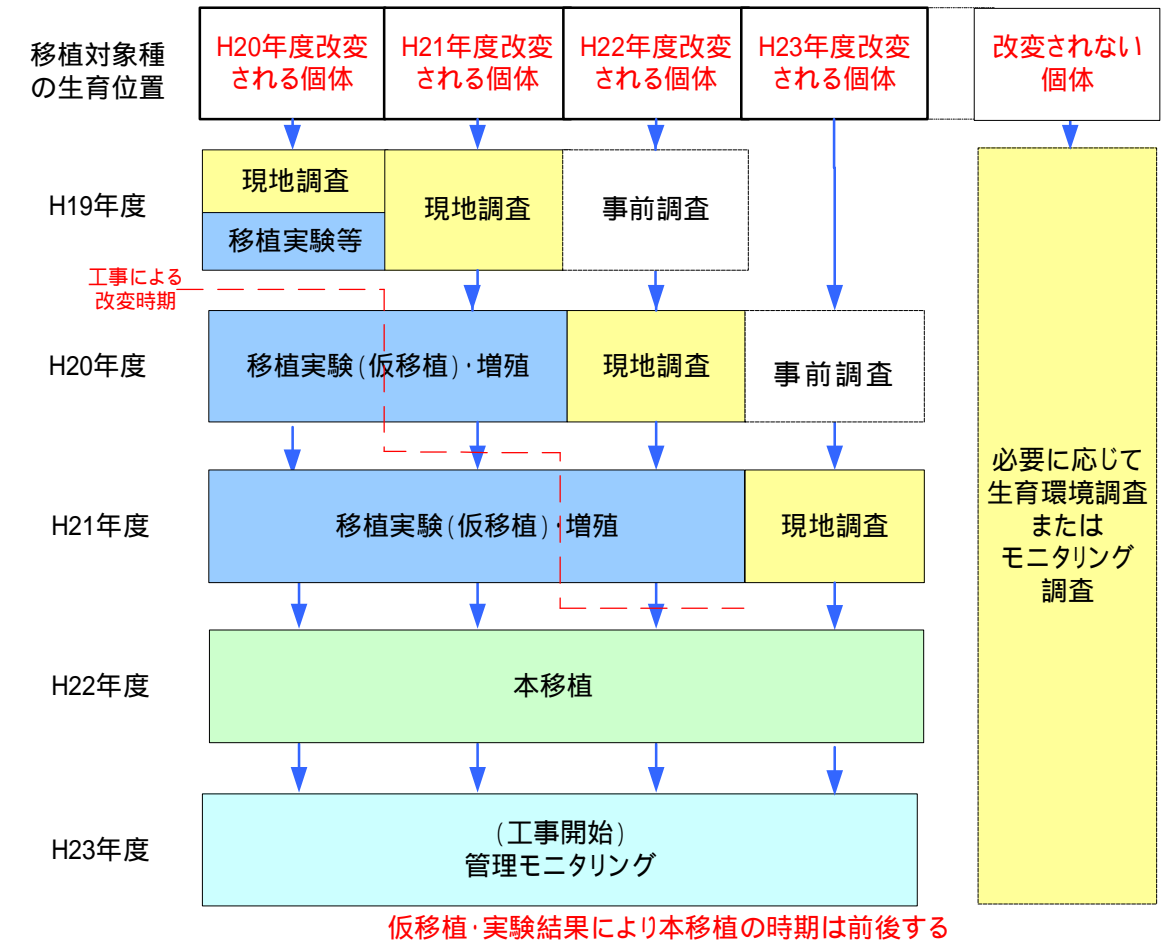 移植対象種
の生育位置
H20年度改変
される個体
H21年度改変
される個体
H22年度改変
される個体
H23年度改変
される個体
改変されない
個体
H19年度
現地調査
移植実験等
現地調査
事前調査
工事による
改変時期
H20年度
移植実験(仮移植)・増殖
現地調査
事前調査
H21年度
移植実験(仮移植)・増殖
現地調査
必要に応じて
生育環境調査
または
モニタリング
調査
H22年度
本移植
H23年度
(工事開始)
管理モニタリング
仮移植・実験結果により本移植の時期は前後する